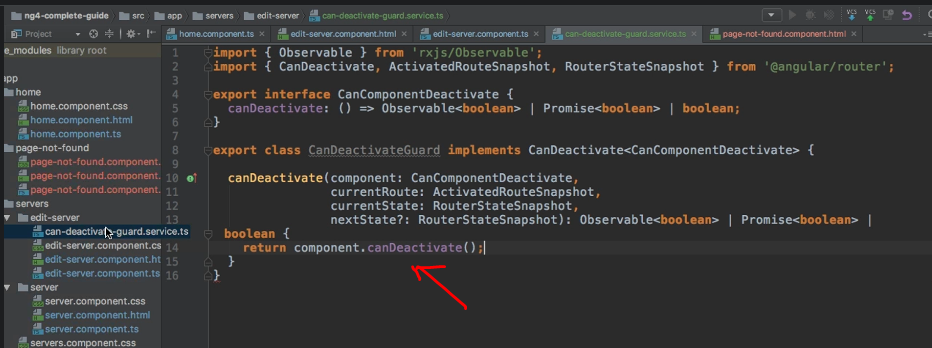 ng4-complete-guide src app servers edit-server can-deactivate-guard.service.ts
Project home.component.ts edit-server.component.html edit-server.component.ts can-deactivate-guard.service.ts page-not-found.component.html
VCS VCS
e_modules library root
app
home
home.component.css
home.component.html
home.component.ts
page-not-found
page-not-found.component.
page-not-found.component.
page-not-found.component.
servers
edit-server
can-deactivate-guard.service.ts
edit-server.component.cs
edit-server.component.ht
edit-server.component.ts
server
server.component.css
server.component.html
server.component.ts
servers.component.css
1 import { Observable } from 'rxjs/Observable';
2 import { CanDeactivate, ActivatedRouteSnapshot, RouterStateSnapshot } from '@angular/router';
3
4 export interface CanComponentDeactivate {
5 canDeactivate: () => Observable<boolean> | Promise<boolean> | boolean;
6 }
7
8 export class CanDeactivateGuard implements CanDeactivate<CanComponentDeactivate> {
9
10 canDeactivate(component: CanComponentDeactivate,
11 currentRoute: ActivatedRouteSnapshot,
12 currentState: RouterStateSnapshot,
13 nextState?: RouterStateSnapshot): Observable<boolean> | Promise<boolean> |
boolean {
14 return component.canDeactivate();
15 }
16 }